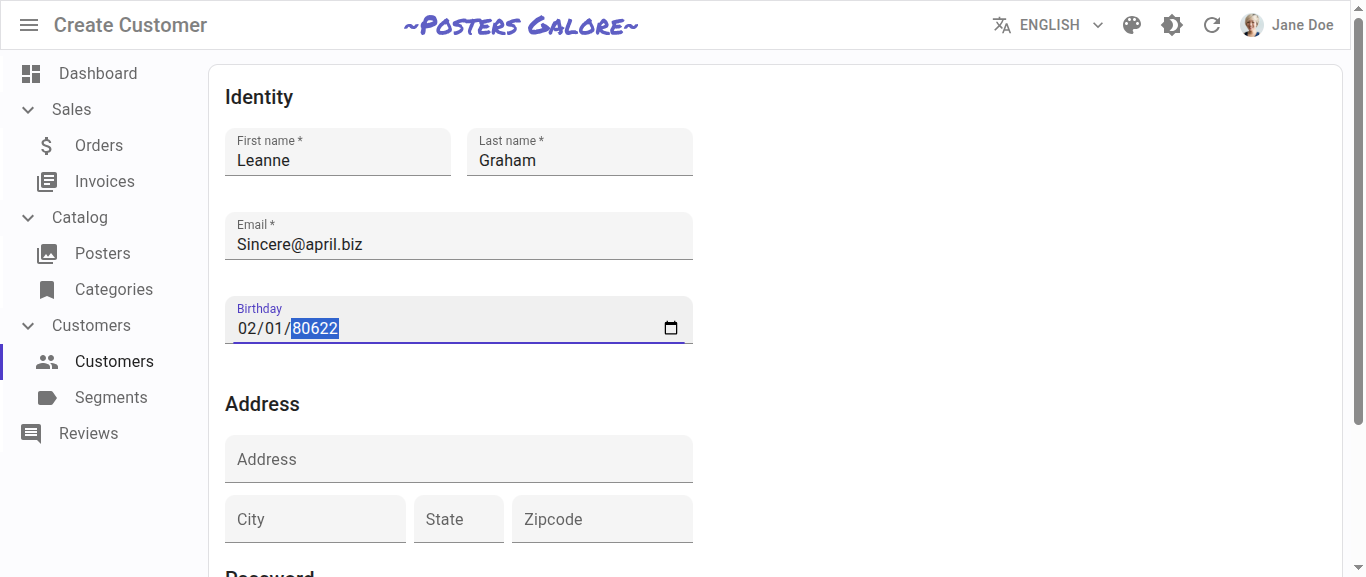 Create Customer
~Posters Galore~
ENGLISH
Jane Doe
Dashboard
Sales
Orders
Invoices
Catalog
Posters
Categories
Customers
Customers
Segments
Reviews
Identity
First name *
Leanne
Last name *
Graham
Email *
Sincere@april.biz
Birthday
02/01/80622
Address
Address
City
State
Zipcode
Password